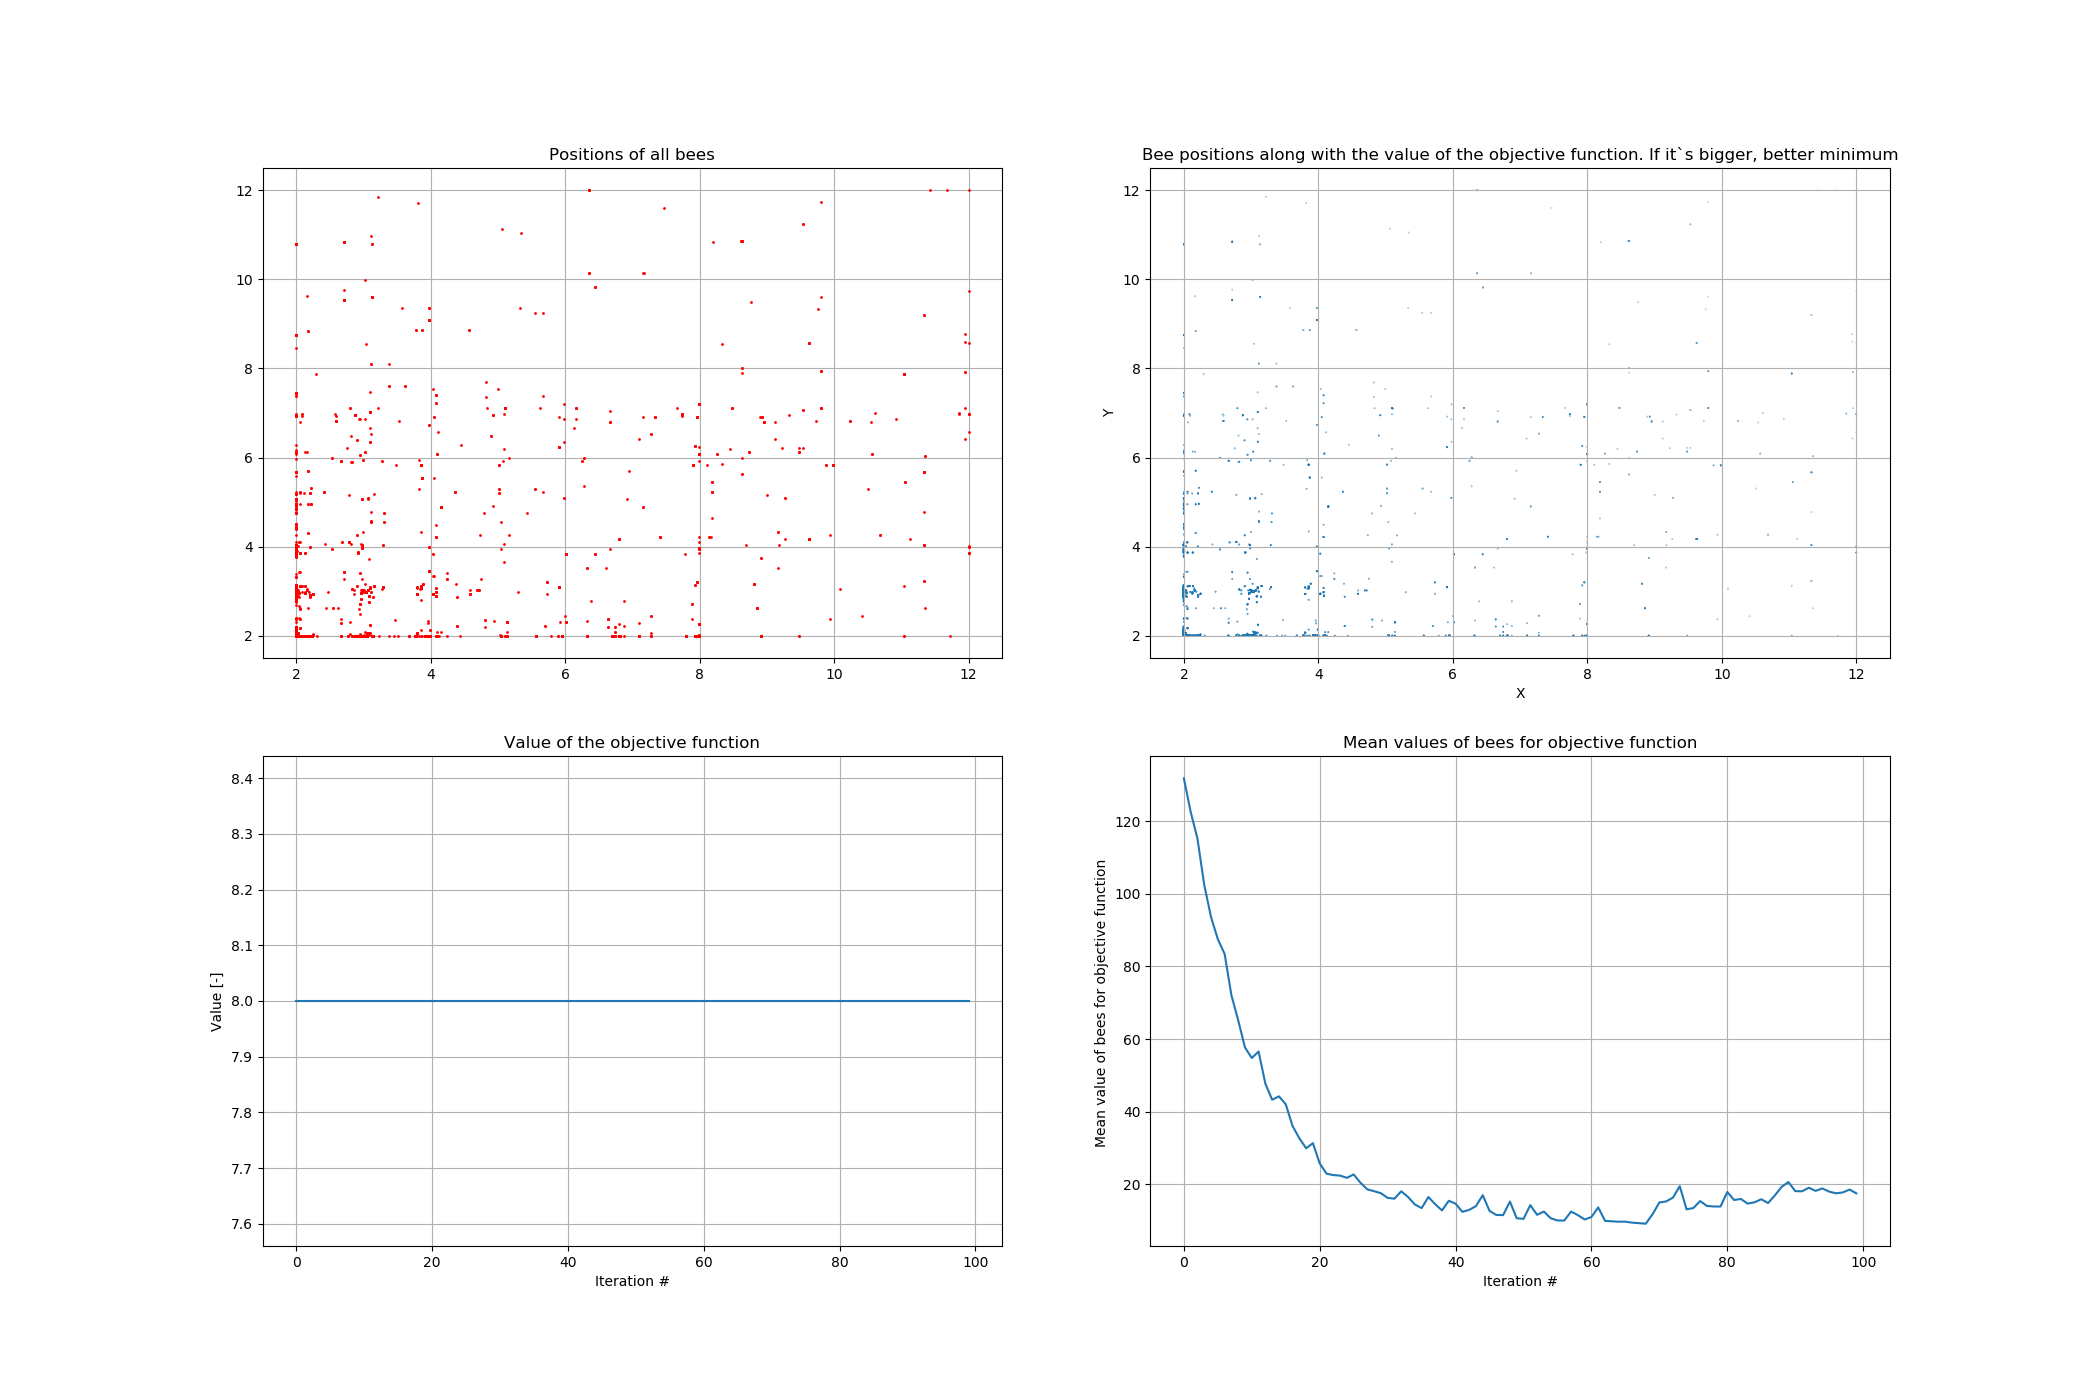 Positions of all bees
12
10
8
6
4
2
2 4 6 8 10 12
Bee positions along with the value of the objective function. If it`s bigger, better minimum
Y
12
10
8
6
4
2
2 4 6 8 10 12
X
Value of the objective function
Value [-]
8.4
8.3
8.2
8.1
8.0
7.9
7.8
7.7
7.6
0 20 40 60 80 100
Iteration #
Mean values of bees for objective function
Mean value of bees for objective function
120
100
80
60
40
20
0 20 40 60 80 100
Iteration #